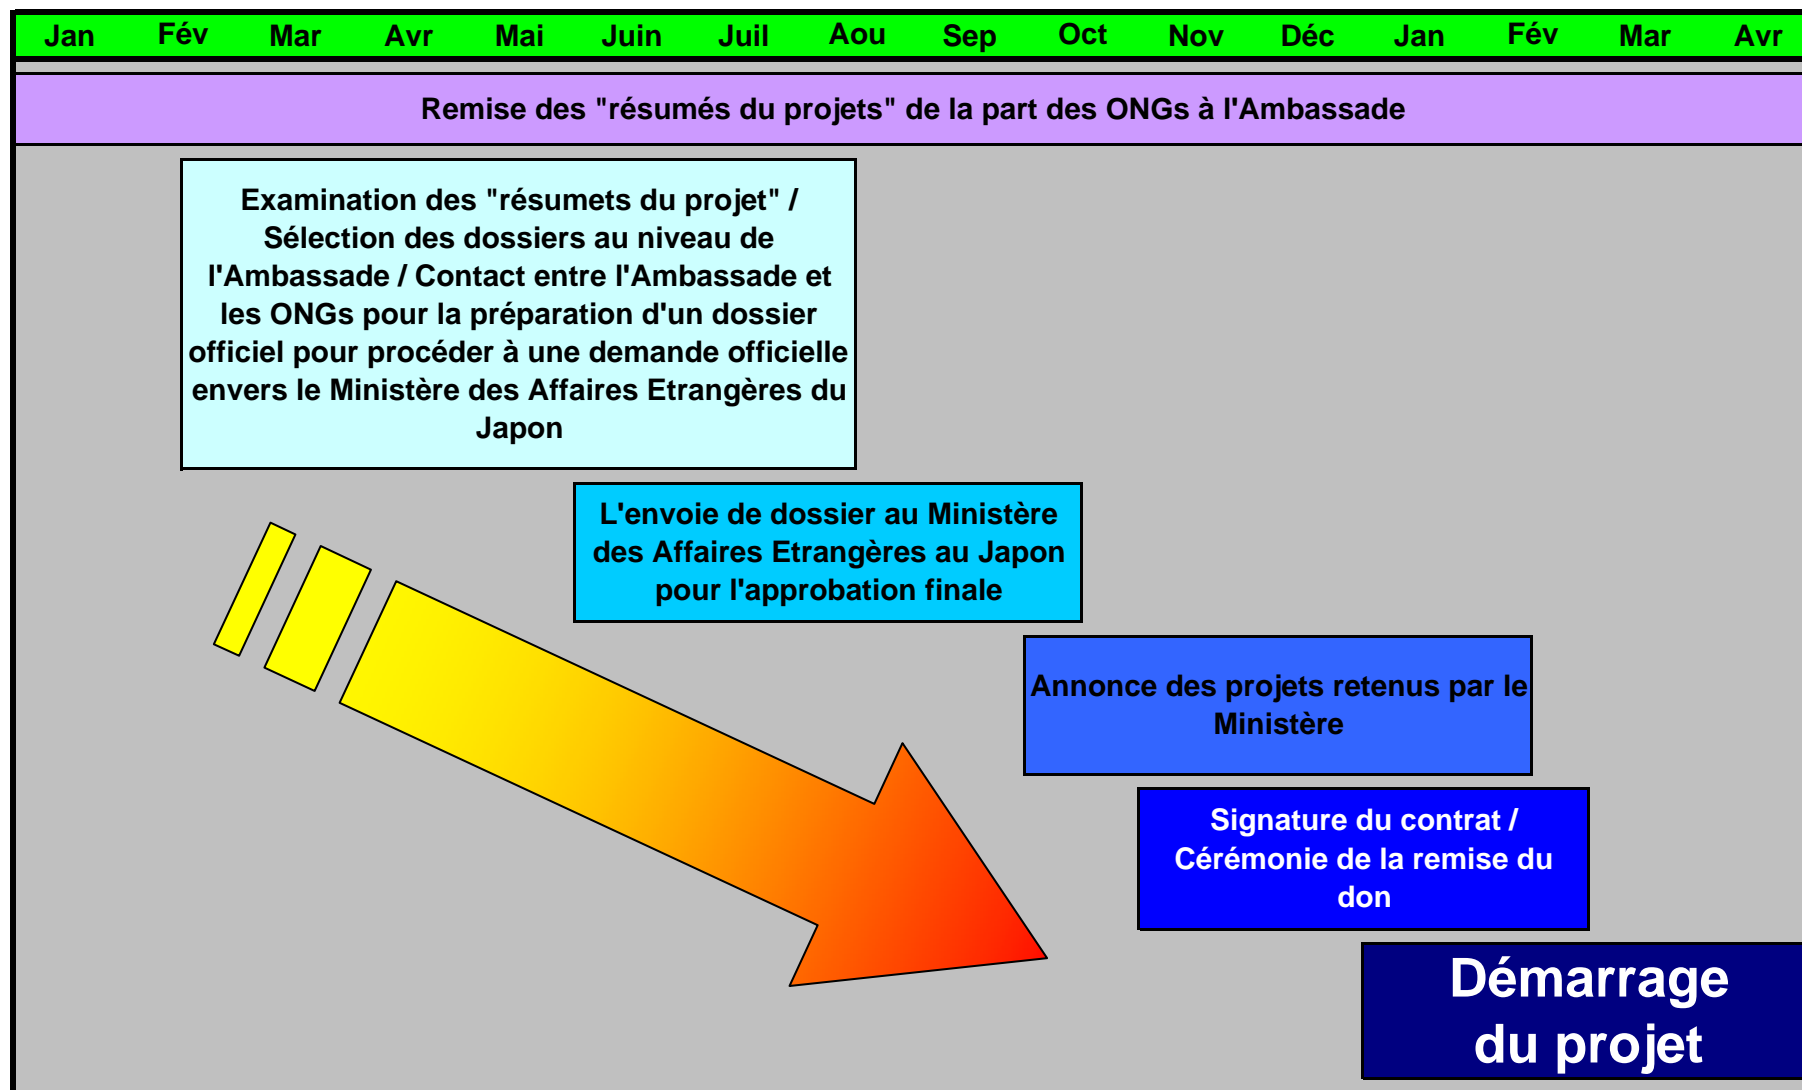 Jan Fév Mar Avr Mai Juin Juil Aou Sep Oct Nov Déc Jan Fév Mar Avr
Remise des "résumés du projets" de la part des ONGs à l'Ambassade
Examination des "résumets du projet" /
Sélection des dossiers au niveau de
l'Ambassade / Contact entre l'Ambassade et
les ONGs pour la préparation d'un dossier
officiel pour procéder à une demande officielle
envers le Ministère des Affaires Etrangères du
Japon
L'envoie de dossier au Ministère
des Affaires Etrangères au Japon
pour l'approbation finale
Annonce des projets retenus par le
Ministère
Signature du contrat /
Cérémonie de la remise du
don
Démarrage
du projet